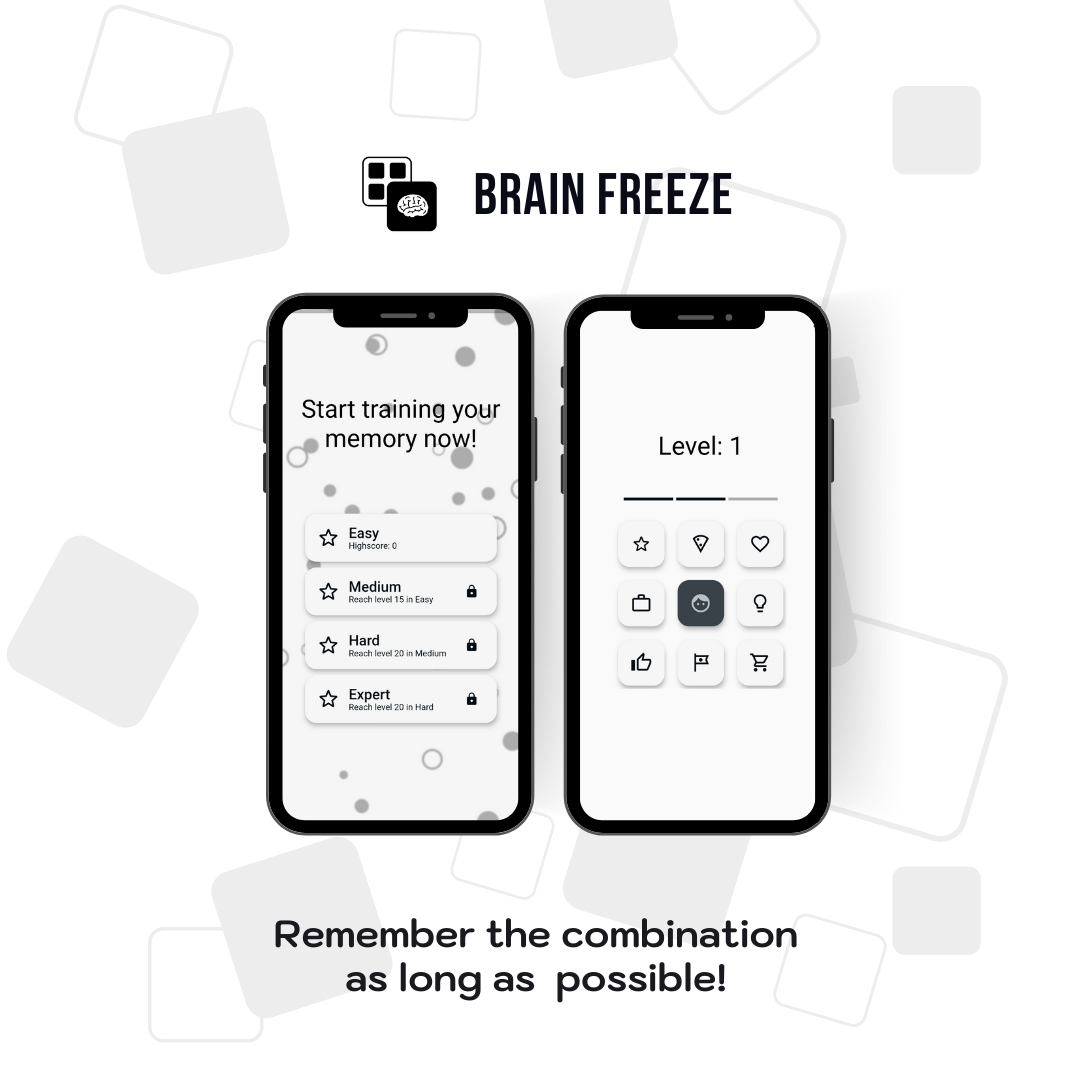 BRAIN FREEZE
Start training your
memory now!
Easy
Highscore: 0
Medium
Reach level 15 in Easy
Hard
Reach level 20 in Medium
Expert
Reach level 20 in Hard
Level: 1
Remember the combination
as long as possible!